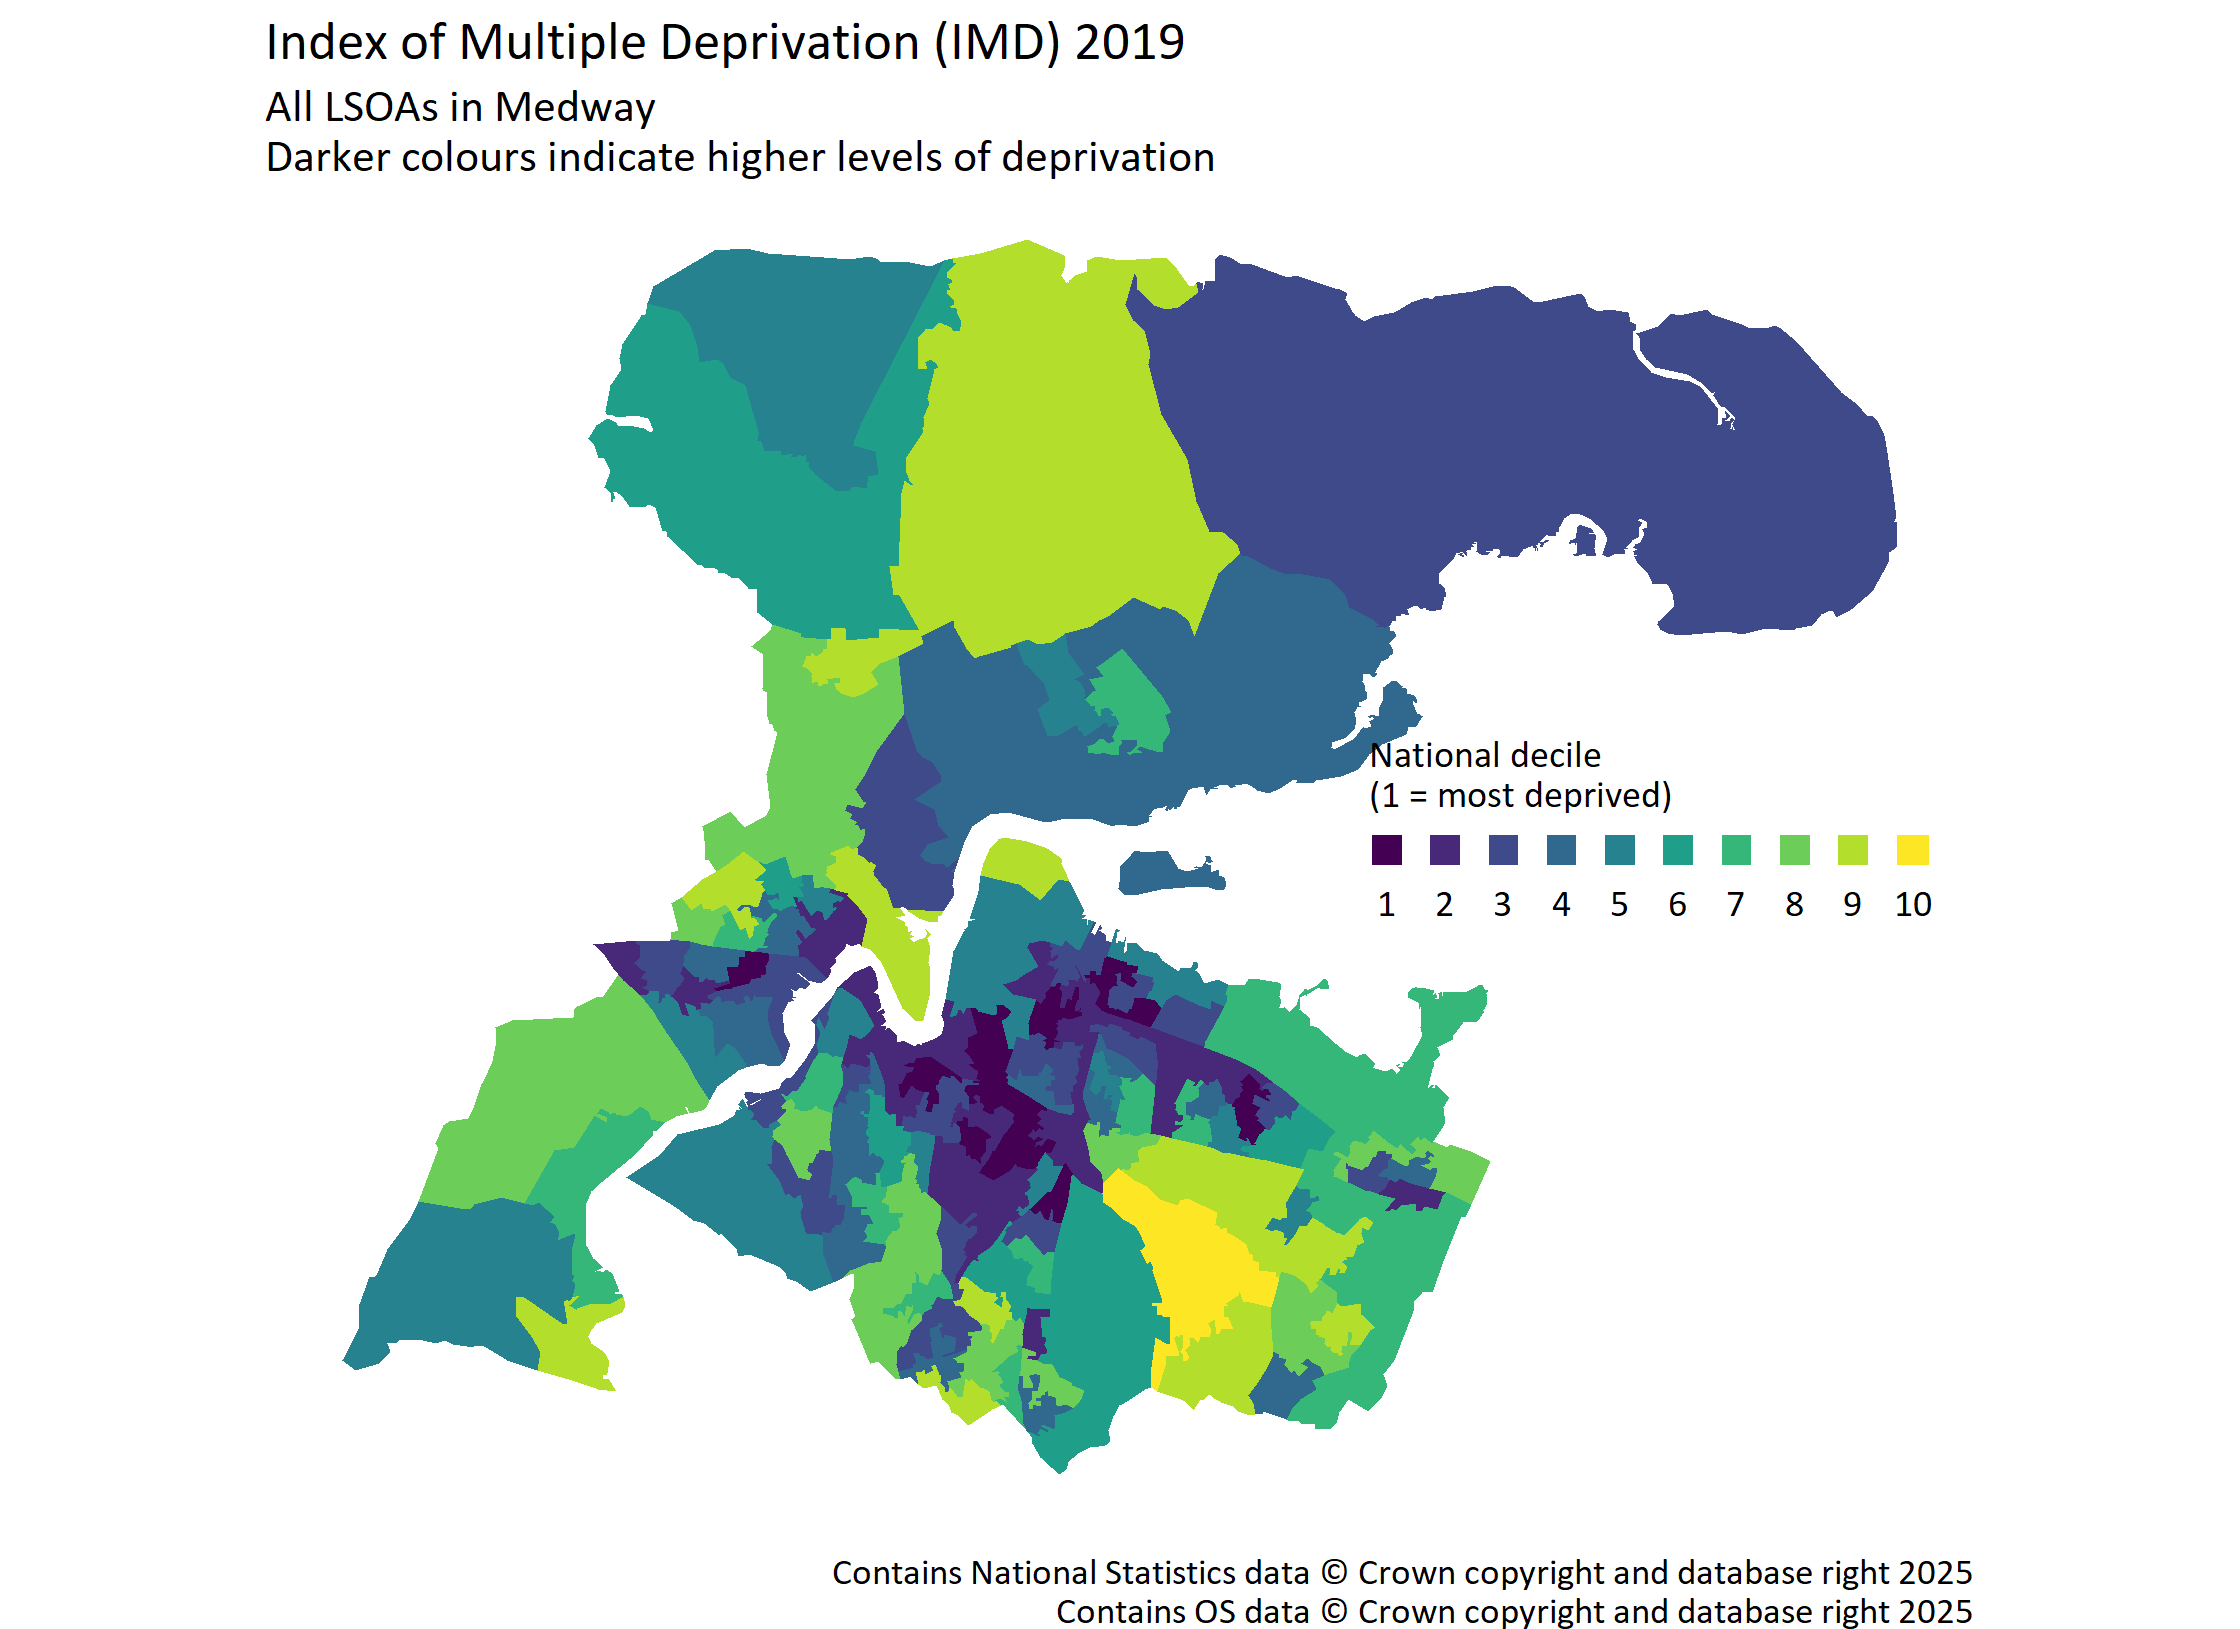 Index of Multiple Deprivation (IMD) 2019
All LSOAs in Medway
Darker colours indicate higher levels of deprivation
National decile
(1 = most deprived)
1 2 3 4 5 6 7 8 9 10
Contains National Statistics data © Crown copyright and database right 2025
Contains OS data © Crown copyright and database right 2025